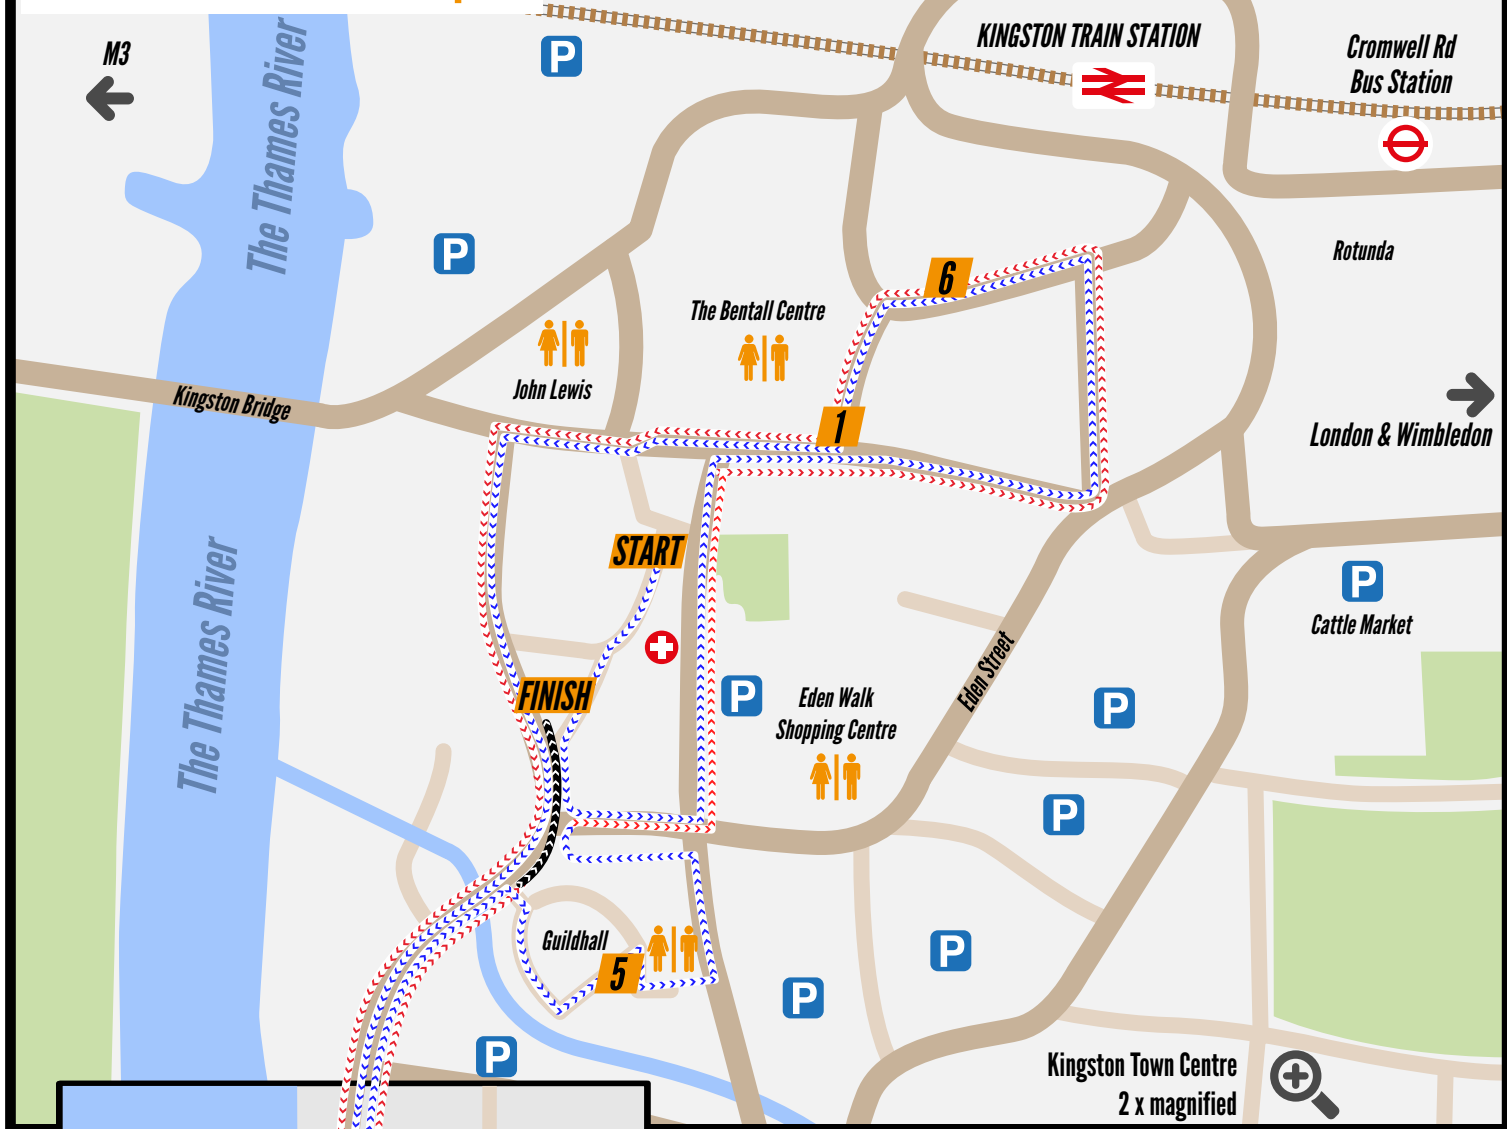 M3
The Thames River
P
KINGSTON TRAIN STATION
Cromwell Rd
Bus Station
P
Rotunda
6
The Bentall Centre
John Lewis
Kingston Bridge
1
London & Wimbledon
START
The Thames River
P
Cattle Market
FINISH
P
Eden Walk
Shopping Centre
Eden Street
P
P
Guildhall
5
P
P
P
Kingston Town Centre
2 x magnified